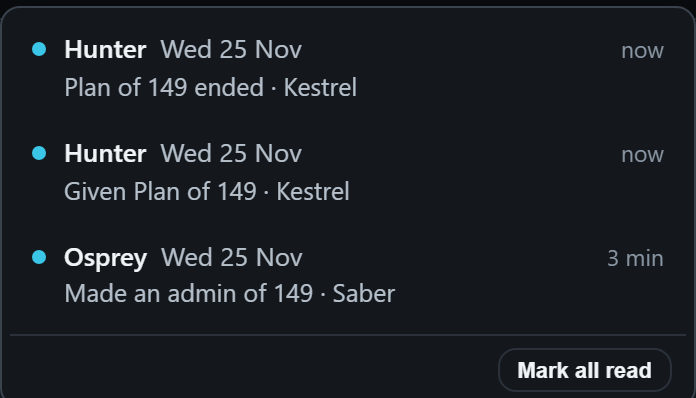 Hunter Wed 25 Nov now
Plan of 149 ended · Kestrel
Hunter Wed 25 Nov now
Given Plan of 149 · Kestrel
Osprey Wed 25 Nov 3 min
Made an admin of 149 · Saber
Mark all read